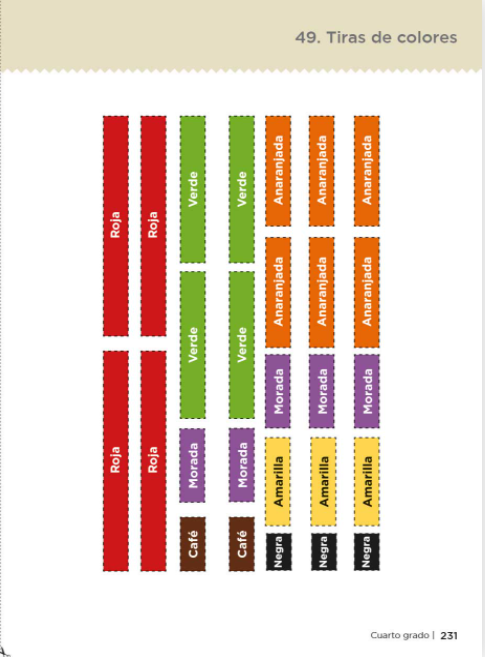 49. Tiras de colores
Roja
Roja
Verde
Verde
Anaranjada
Anaranjada
Anaranjada
Verde
Verde
Anaranjada
Anaranjada
Anaranjada
Morada
Morada
Morada
Roja
Roja
Morada
Morada
Amarilla
Amarilla
Amarilla
Café
Café
Negra
Negra
Negra
Cuarto grado | 231